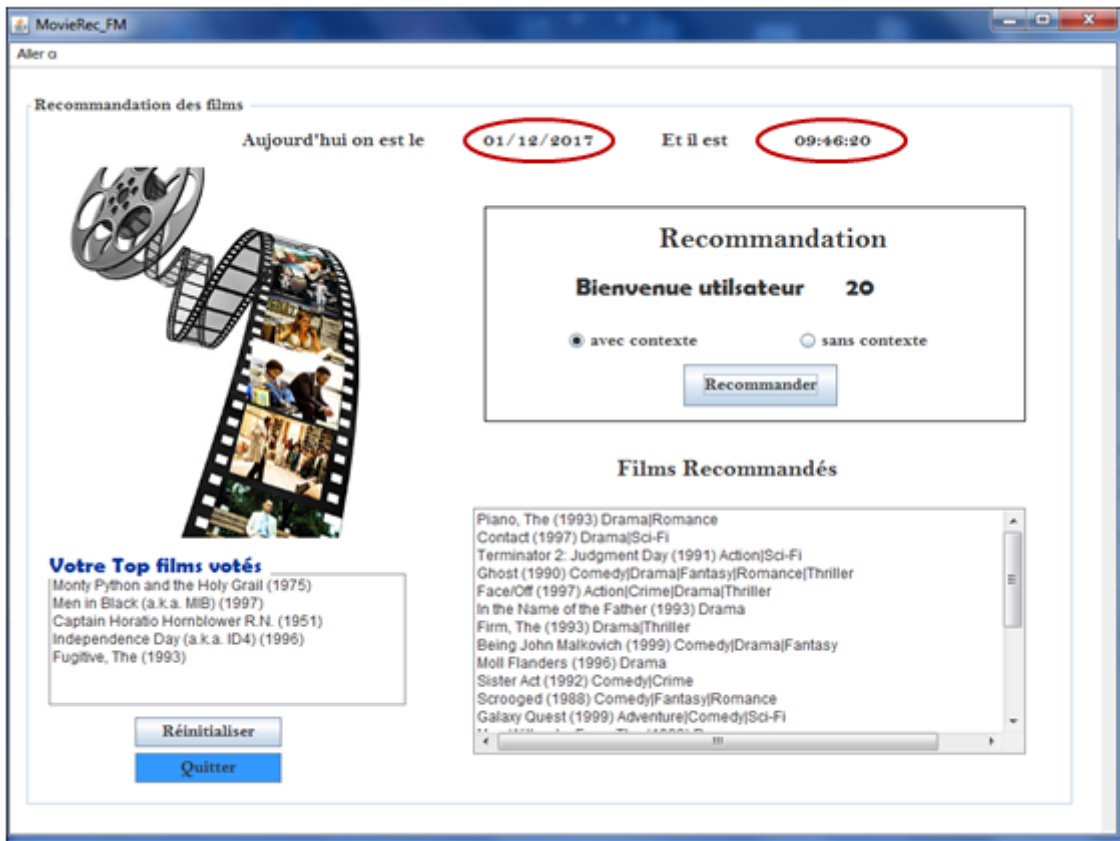 MovieRec_FM
Aller a
Recommandation des films
Aujourd'hui on est le 01/12/2017 Et il est 09:46:20
Recommandation
Bienvenue utilsateur 20
avec contexte sans contexte
Recommander
Films Recommandés
Piano, The (1993) Drama|Romance
Contact (1997) Drama|Sci-Fi
Terminator 2: Judgment Day (1991) Action|Sci-Fi
Ghost (1990) Comedy|Drama|Fantasy|Romance|Thriller
Face/Off (1997) Action|Crime|Drama|Thriller
In the Name of the Father (1993) Drama
Firm, The (1993) Drama|Thriller
Being John Malkovich (1999) Comedy|Drama|Fantasy
Moll Flanders (1996) Drama
Sister Act (1992) Comedy|Crime
Scrooged (1988) Comedy|Fantasy|Romance
Galaxy Quest (1999) Adventure|Comedy|Sci-Fi
Votre Top films votés
Monty Python and the Holy Grail (1975)
Men in Black (a.k.a. MIB) (1997)
Captain Horatio Hornblower R.N. (1951)
Independence Day (a.k.a. ID4) (1996)
Fugitive, The (1993)
Réinitialiser
Quitter